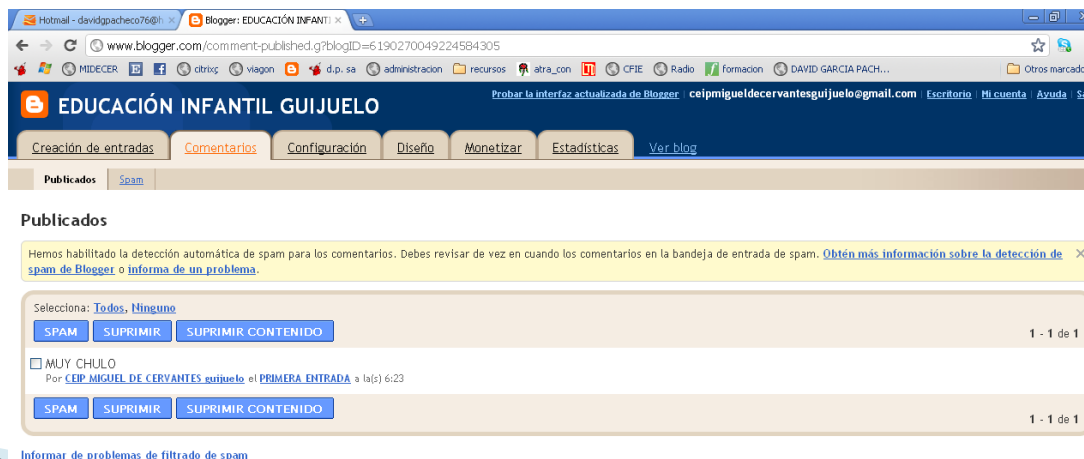 Hotmail - davidgpacheco76@h
Blogger: EDUCACIÓN INFANTI
www.blogger.com/comment-published.g?blogID=6190270049224584305
MIDECER citrixç viagon d.p. sa administracion recursos atra_con CFIE Radio formacion DAVID GARCIA PACH... Otros marcado
EDUCACIÓN INFANTIL GUIJUELO
Probar la interfaz actualizada de Blogger | ceipmigueldecervantesguijuelo@gmail.com | Escritorio | Mi cuenta | Ayuda | Sa
Creación de entradas Comentarios Configuración Diseño Monetizar Estadísticas Ver blog
Publicados Spam
Publicados
Hemos habilitado la detección automática de spam para los comentarios. Debes revisar de vez en cuando los comentarios en la bandeja de entrada de spam. Obtén más información sobre la detección de
spam de Blogger o informa de un problema.
Selecciona: Todos, Ninguno
SPAM SUPRIMIR SUPRIMIR CONTENIDO
1 - 1 de 1
MUY CHULO
Por CEIP MIGUEL DE CERVANTES guijuelo el PRIMERA ENTRADA a la(s) 6:23
SPAM SUPRIMIR SUPRIMIR CONTENIDO
1 - 1 de 1
Informar de problemas de filtrado de spam